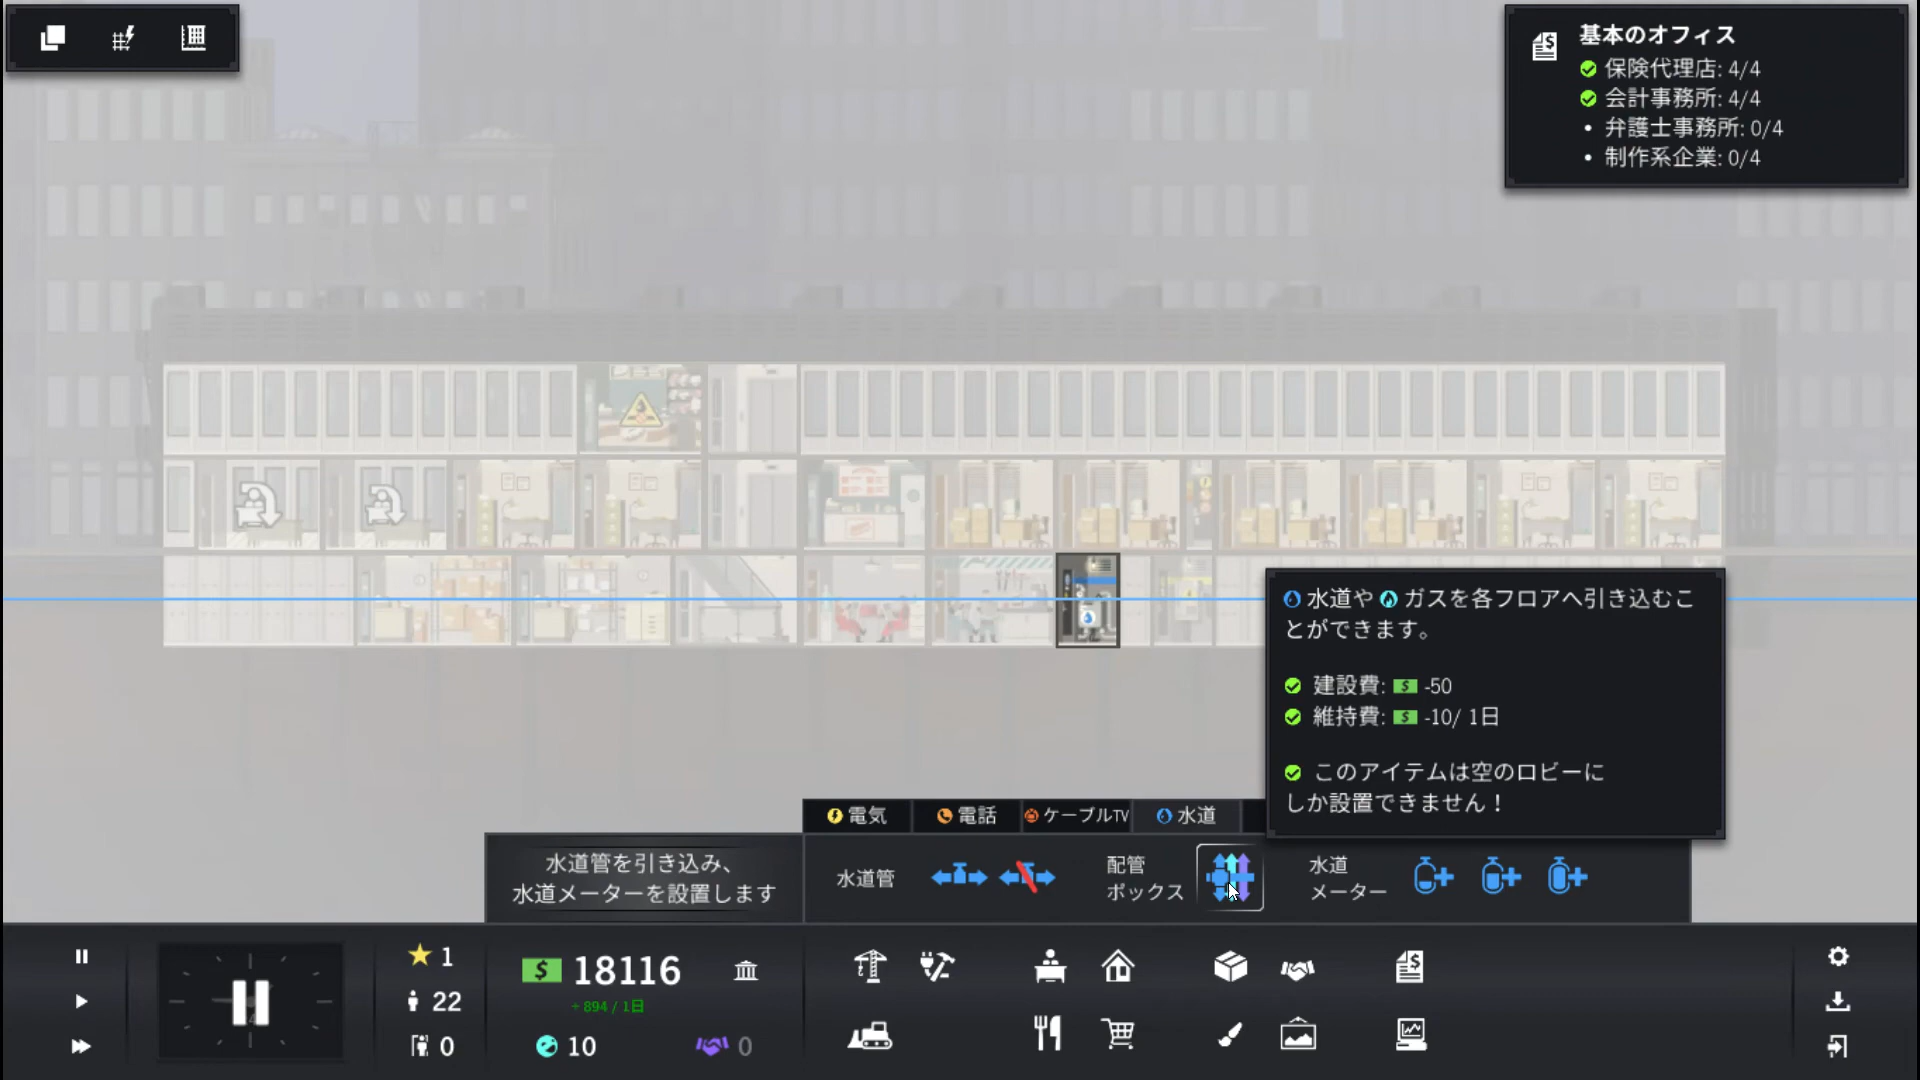 基本のオフィス
保険代理店: 4/4
会計事務所: 4/4
• 弁護士事務所: 0/4
• 制作系企業: 0/4
水道や ガスを各フロアへ引き込むこ
とができます。
建設費: $ -50
維持費: $ -10/ 1日
このアイテムは空のロビーに
しか設置できません！
電気
電話
ケーブルTV
水道
水道管を引き込み、
水道メーターを設置します
水道管
配管
ボックス
水道
メーター
1
22
0
$ 18116
+894 / 1日
10
0